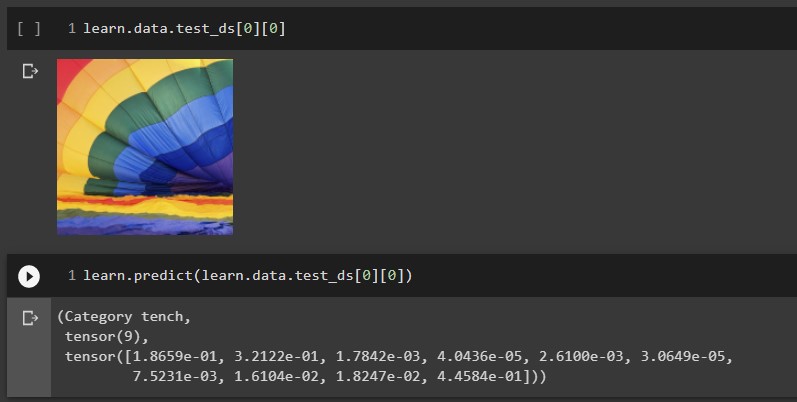 [ ] 1 learn.data.test_ds[0][0]
1 learn.predict(learn.data.test_ds[0][0])
(Category tench,
tensor(9),
tensor([1.8659e-01, 3.2122e-01, 1.7842e-03, 4.0436e-05, 2.6100e-03, 3.0649e-05,
7.5231e-03, 1.6104e-02, 1.8247e-02, 4.4584e-01]))